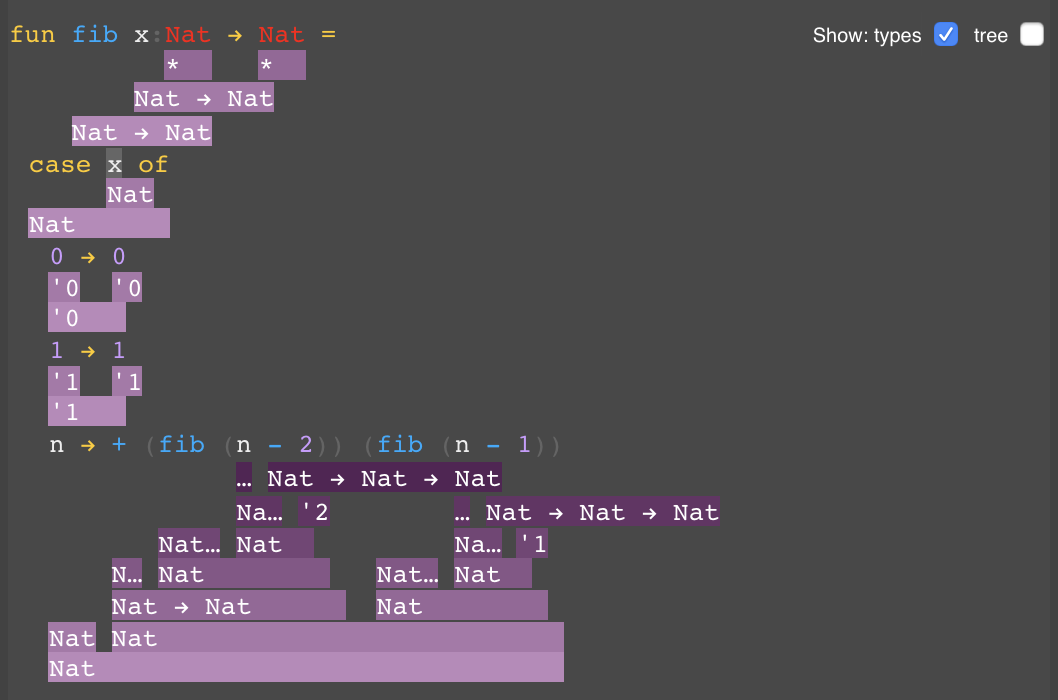 fun fib x:Nat → Nat =
Show: types tree
* *
Nat → Nat
Nat → Nat
case x of
Nat
Nat
0 → 0
'0 '0
'0
1 → 1
'1 '1
'1
n → + (fib (n - 2)) (fib (n - 1))
… Nat → Nat → Nat
Na… '2 … Nat → Nat → Nat
Nat… Nat Na… '1
N… Nat Nat… Nat
Nat → Nat Nat
Nat Nat
Nat